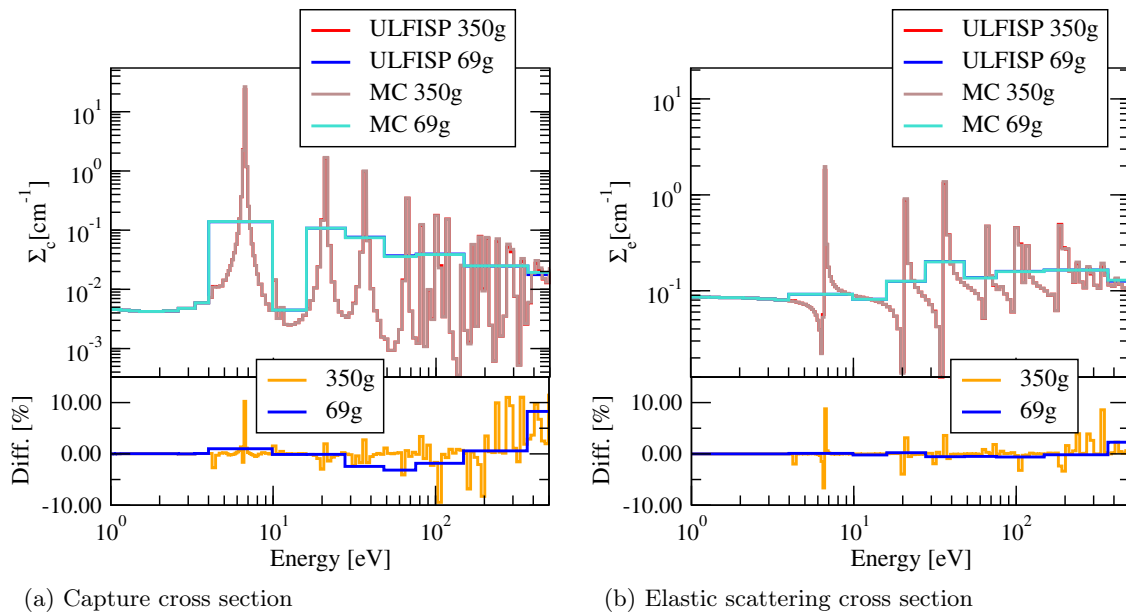 ULFISP 350g
ULFISP 69g
MC 350g
MC 69g
10^1
10^0
10^-1
10^-2
10^-3
Σ_c[cm^-1]
350g
69g
10.00
0.00
-10.00
Diff. [%]
10^0 10^1 10^2
Energy [eV]
(a) Capture cross section
ULFISP 350g
ULFISP 69g
MC 350g
MC 69g
10^1
10^0
10^-1
Σ_e[cm^-1]
350g
69g
10.00
0.00
-10.00
Diff. [%]
10^0 10^1 10^2
Energy [eV]
(b) Elastic scattering cross section